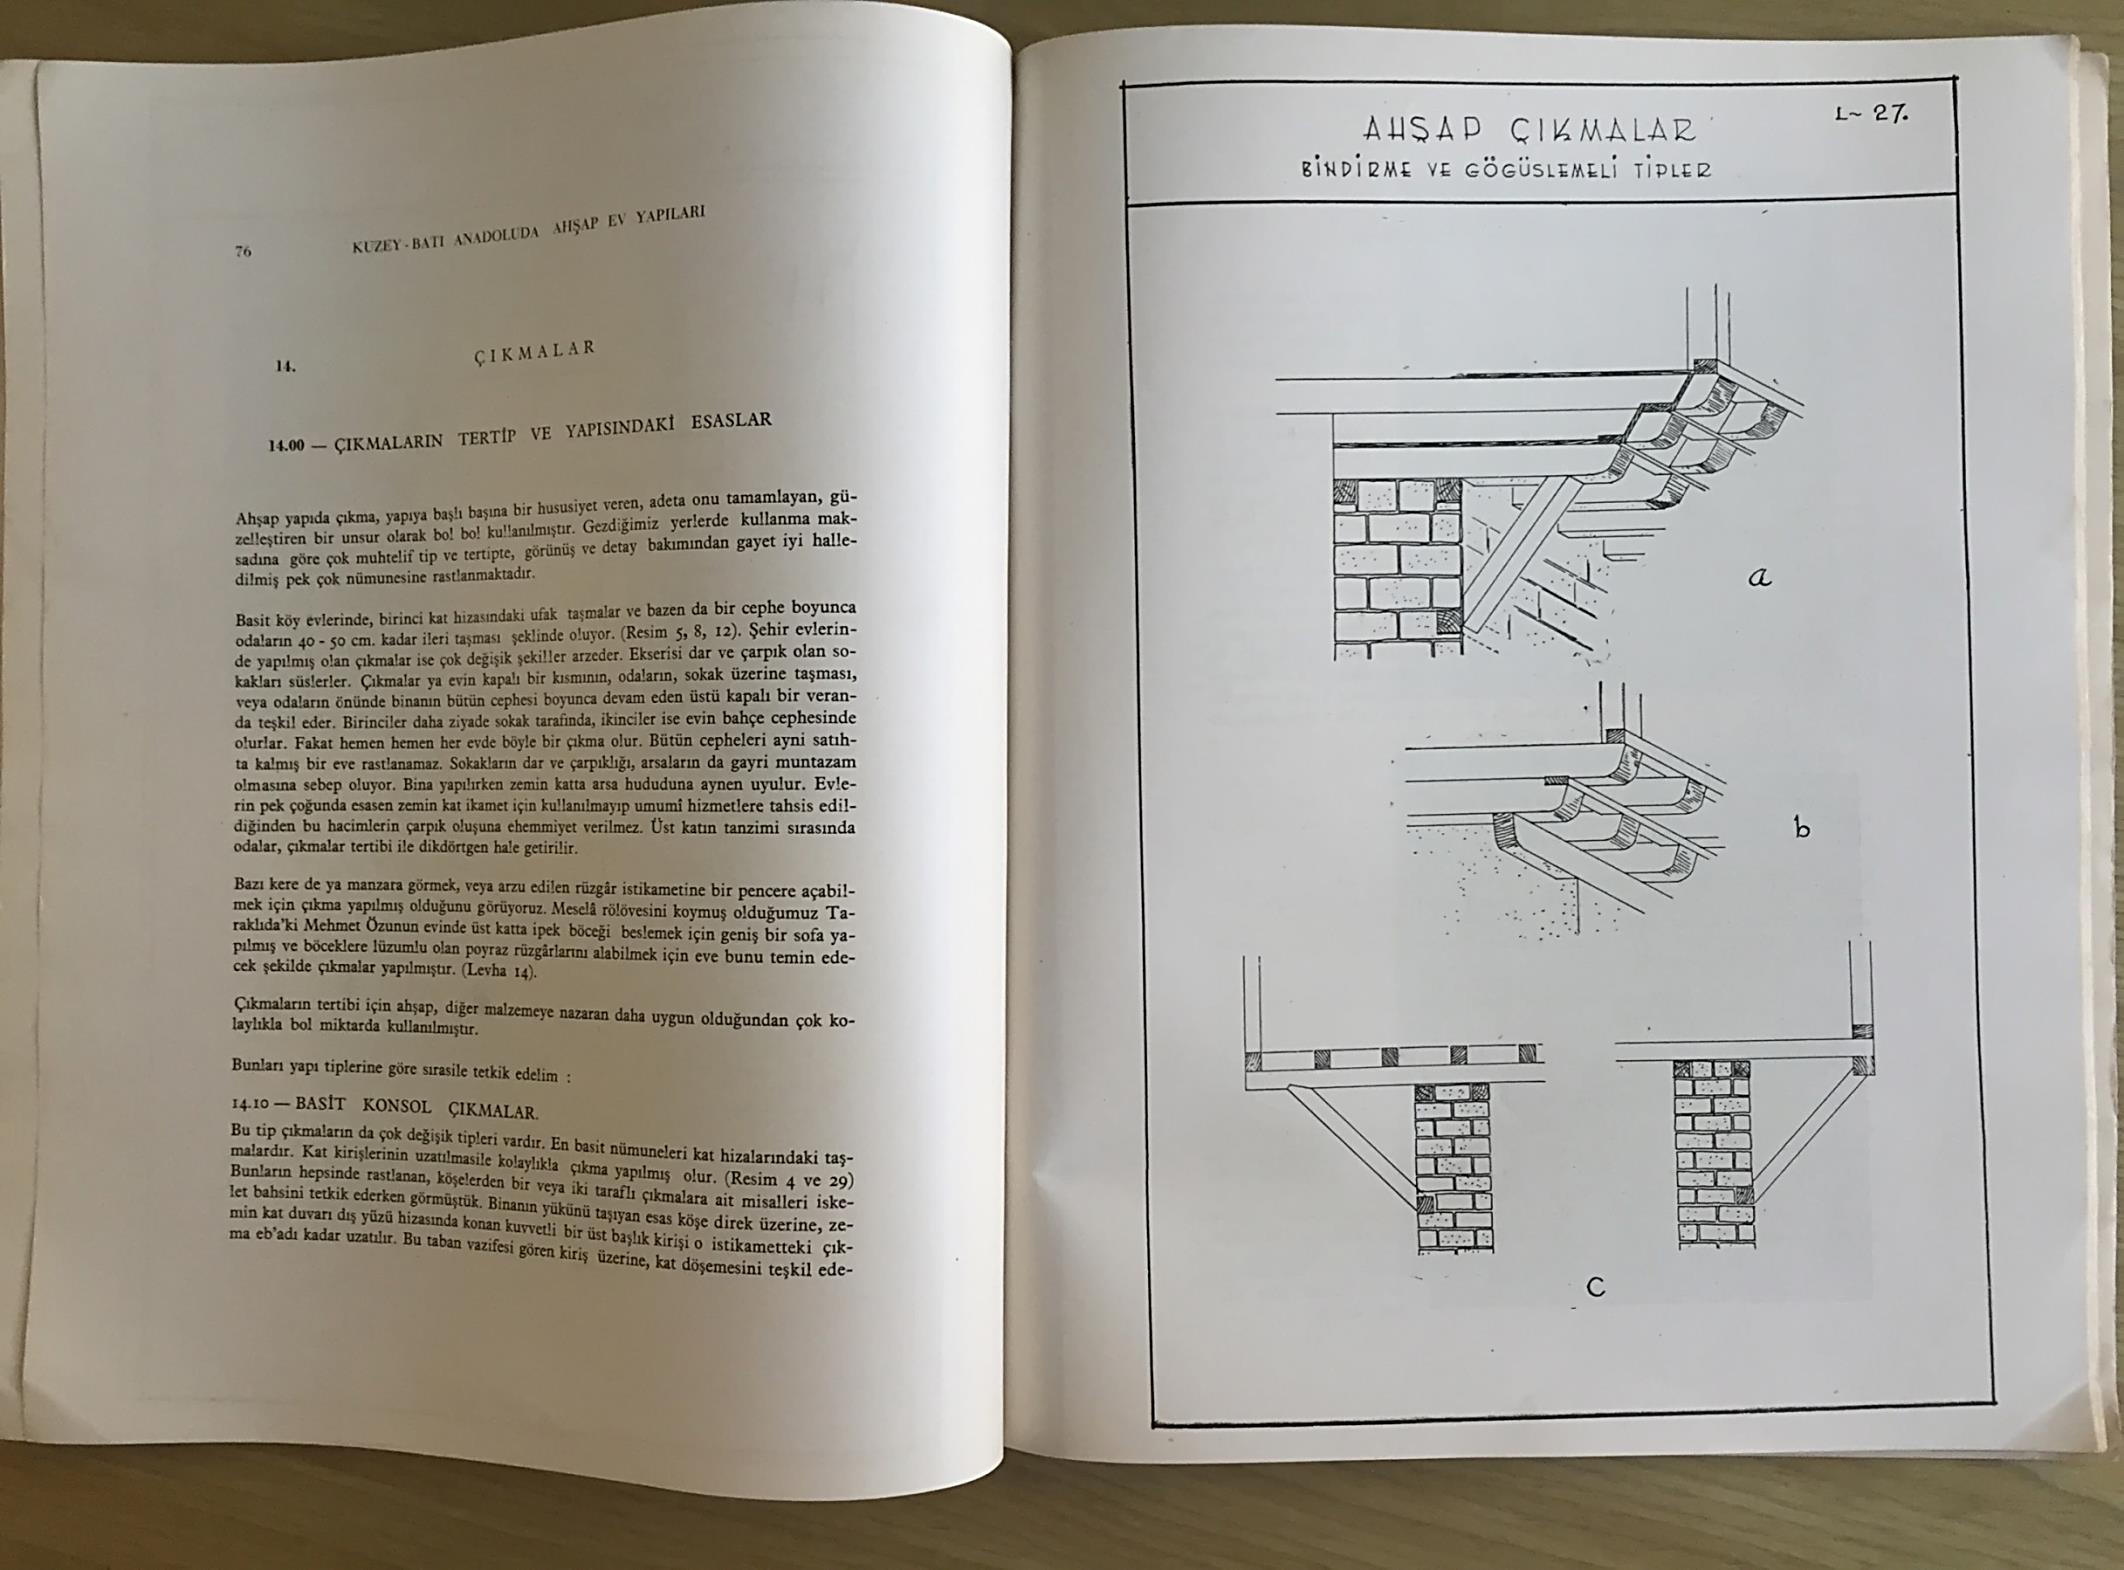 76 KUZEY - BATI ANADOLUDA AHŞAP EV YAPILARI
14. ÇIKMALAR
14.00 — ÇIKMALARIN TERTİP VE YAPISINDAKİ ESASLAR
Ahşap yapıda çıkma, yapıya başlı başına bir hususiyet veren, adeta onu tamamlayan, gü-
zelleştiren bir unsur olarak bol bol kullanılmıştır. Gezdiğimiz yerlerde kullanma mak-
sadına göre çok muhtelif tip ve tertipte, görünüş ve detay bakımından gayet iyi halle-
dilmiş pek çok nümunesine rastlanmaktadır.
Basit köy evlerinde, birinci kat hizasındaki ufak taşmalar ve bazen da bir cephe boyunca
odaların 40 - 50 cm. kadar ileri taşması şeklinde oluyor. (Resim 5, 8, 12). Şehir evlerin-
de yapılmış olan çıkmalar ise çok değişik şekiller arzeder. Ekserisi dar ve çarpık olan so-
kakları süslerler. Çıkmalar ya evin kapalı bir kısmının, odaların, sokak üzerine taşması,
veya odaların önünde binanın bütün cephesi boyunca devam eden üstü kapalı bir veran-
da teşkil eder. Birinciler daha ziyade sokak tarafında, ikinciler ise evin bahçe cephesinde
olurlar. Fakat hemen hemen her evde böyle bir çıkma olur. Bütün cepheleri ayni satıh-
ta kalmış bir eve rastlanamaz. Sokakların dar ve çarpıklığı, arsaların da gayri muntazam
olmasına sebep oluyor. Bina yapılırken zemin katta arsa hududuna aynen uyulur. Evle-
rin pek çoğunda esasen zemin kat ikamet için kullanılmayıp umumî hizmetlere tahsis edil-
diğinden bu hacimlerin çarpık oluşuna ehemmiyet verilmez. Üst katın tanzimi sırasında
odalar, çıkmalar tertibi ile dikdörtgen hale getirilir.
Bazı kere de ya manzara görmek, veya arzu edilen rüzgâr istikametine bir pencere açabil-
mek için çıkma yapılmış olduğunu görüyoruz. Meselâ rölövesini koymuş olduğumuz Ta-
raklıda'ki Mehmet Özunun evinde üst katta ipek böceği beslemek için geniş bir sofa ya-
pılmış ve böceklere lüzumlu olan poyraz rüzgârlarını alabilmek için eve bunu temin ede-
cek şekilde çıkmalar yapılmıştır. (Levha 14).
Çıkmaların tertibi için ahşap, diğer malzemeye nazaran daha uygun olduğundan çok ko-
laylıkla bol miktarda kullanılmıştır.
Bunları yapı tiplerine göre sırasile tetkik edelim :
14.10 — BASİT KONSOL ÇIKMALAR.
Bu tip çıkmaların da çok değişik tipleri vardır. En basit nümuneleri kat hizalarındaki taş-
malardır. Kat kirişlerinin uzatılmasile kolaylıkla çıkma yapılmış olur. (Resim 4 ve 29)
Bunların hepsinde rastlanan, köşelerden bir veya iki taraflı çıkmalara ait misalleri iske-
let bahsini tetkik ederken görmüştük. Binanın yükünü taşıyan esas köşe direk üzerine, ze-
min kat duvarı dış yüzü hizasında konan kuvvetli bir üst başlık kirişi o istikametteki çık-
ma eb'adı kadar uzatılır. Bu taban vazifesi gören kiriş üzerine, kat döşemesini teşkil ede-
L~ 27.
AHŞAP ÇIKMALAR
BİNDİRME VE GÖGÜSLEMELİ TİPLER
a
b
C